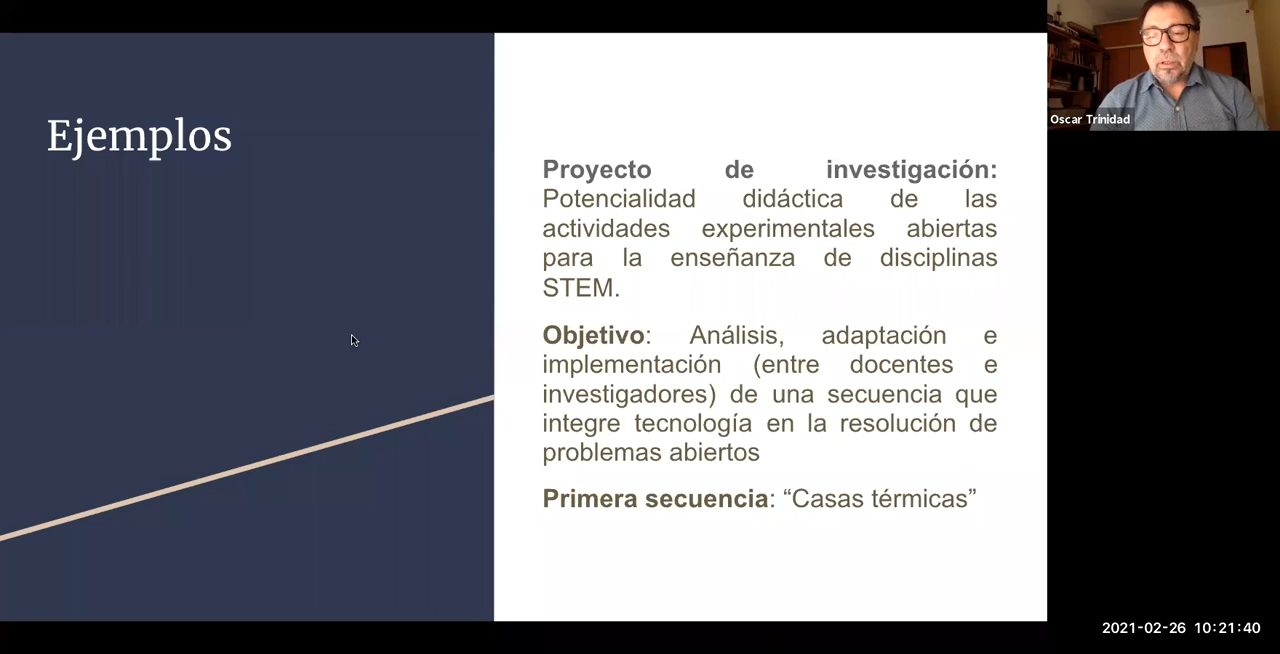 Ejemplos
Proyecto de investigación:
Potencialidad didáctica de las
actividades experimentales abiertas
para la enseñanza de disciplinas
STEM.
Objetivo: Análisis, adaptación e
implementación (entre docentes e
investigadores) de una secuencia que
integre tecnología en la resolución de
problemas abiertos
Primera secuencia: “Casas térmicas”
Oscar Trinidad
2021-02-26 10:21:40